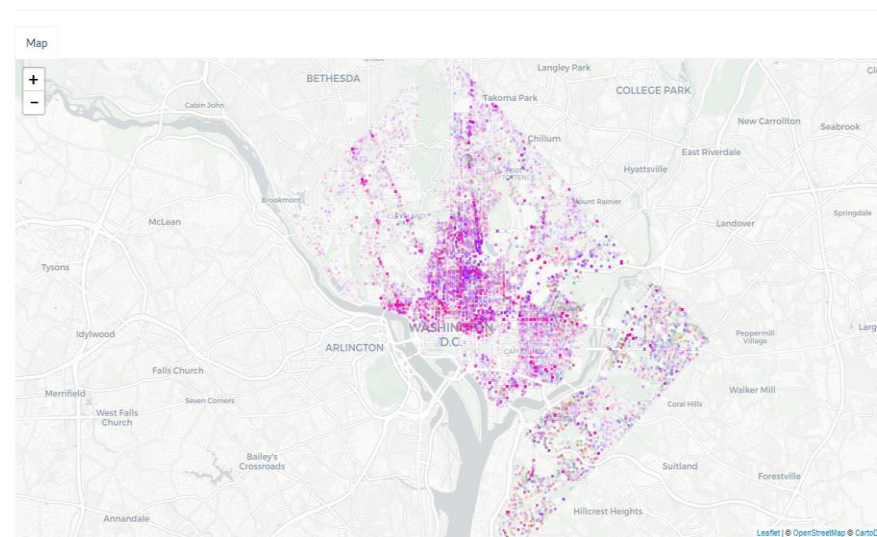 Map
+
−
BETHESDA
Langley Park
Cabin John
Takoma Park
COLLEGE PARK
New Carrollton
Seabrook
Chillum
East Riverdale
Hyattsville
Brookmont
Mount Rainier
CLEVELAND
PARK
McLean
Landover
Springdale
Tysons
WASHINGTON
D.C.
Idylwood
ARLINGTON
Peppermill
Village
Falls Church
Walker Mill
Merrifield
Seven Corners
Coral Hills
West Falls
Church
Bailey's
Crossroads
Suitland
Forestville
Annandale
Hillcrest Heights
Leaflet | © OpenStreetMap © CartoD